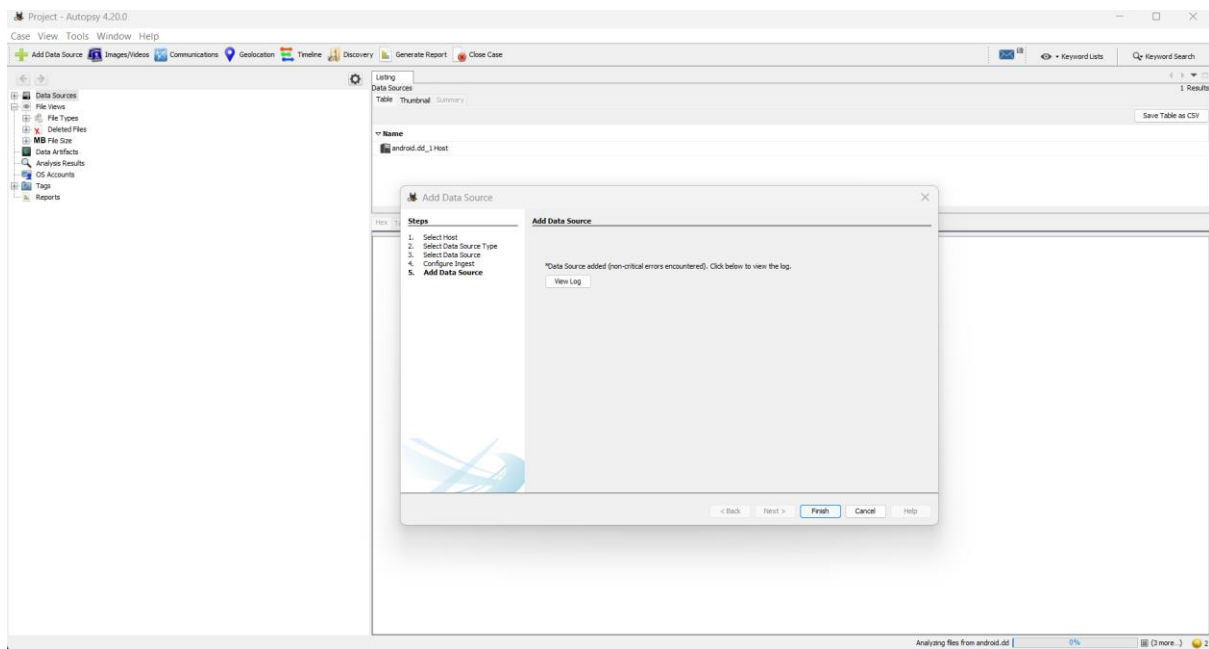 Project - Autopsy 4.20.0
Case View Tools Window Help
Add Data Source Images/Videos Communications Geolocation Timeline Discovery Generate Report Close Case Keyword Lists Keyword Search
Listing
Data Sources
1 Results
Table Thumbnail Summary
Save Table as CSV
Name
android.dd_1 Host
Data Sources
File Views
File Types
Deleted Files
MB File Size
Data Artifacts
Analysis Results
OS Accounts
Tags
Reports
Hex
Add Data Source
Steps
1. Select Host
2. Select Data Source Type
3. Select Data Source
4. Configure Ingest
5. Add Data Source
Add Data Source
*Data Source added (non-critical errors encountered). Click below to view the log.
View Log
< Back Next > Finish Cancel Help
Analyzing files from android.dd 0% (3 more...) 2